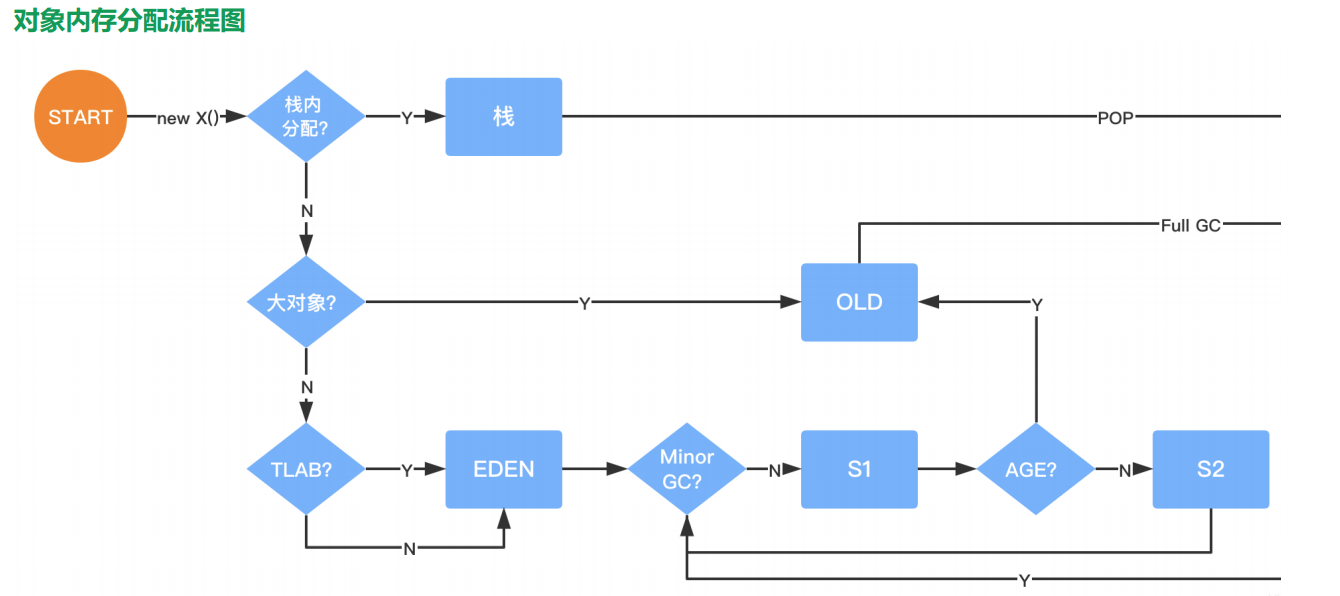 对象内存分配流程图
START
new X()
栈内
分配?
Y
栈
POP
N
Full GC
大对象?
Y
OLD
Y
N
TLAB?
Y
EDEN
Minor
GC?
N
S1
AGE?
N
S2
N
Y